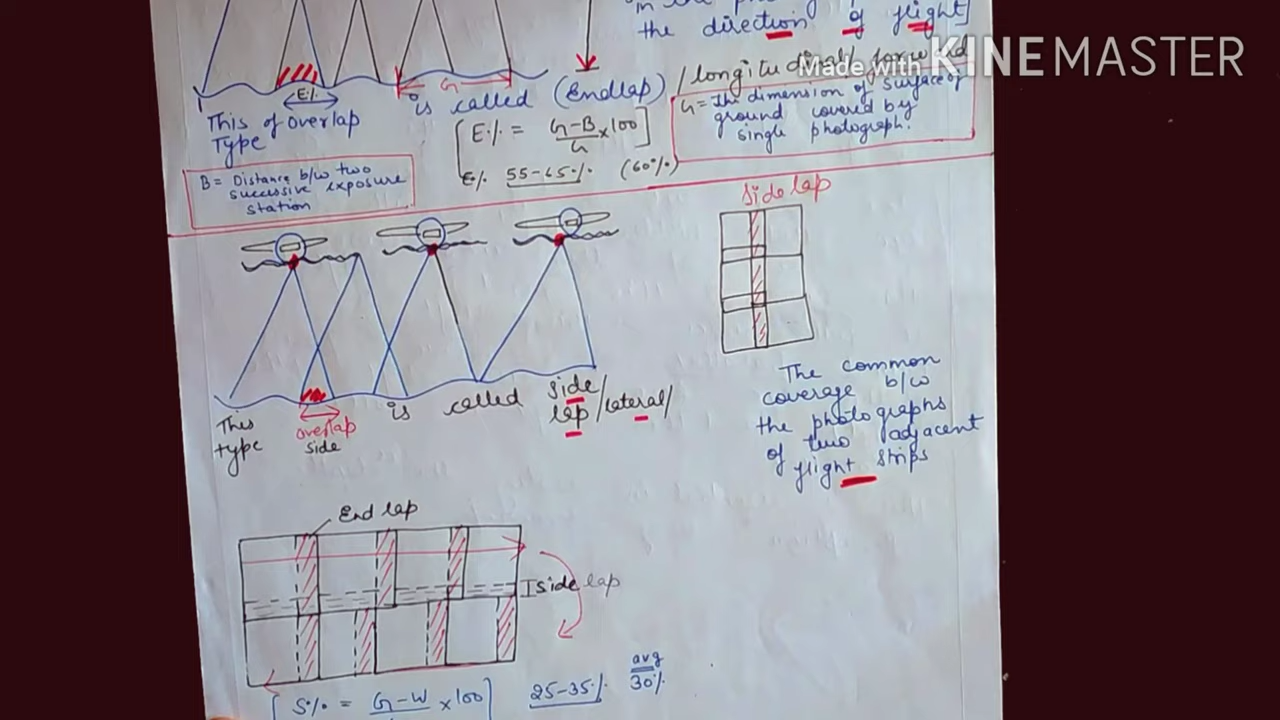 the direction of flight]
/longitudinal/ forward
Made with KINEMASTER
G = The dimension of surface of
ground covered by
single photograph.
E%
G
This of overlap
Type
is called (Endlap)
[E% = G-B/G x100]
E% 55-65% (60%)
B = Distance b/w two
successive exposure
station
Side lap
This
type
overlap
side
is called side/
lap/lateral/
The common
coverage b/w
the photographs
of two adjacent
flight strips
End lap
I side lap
[S% = G-W x100]
25-35%
avg
30%